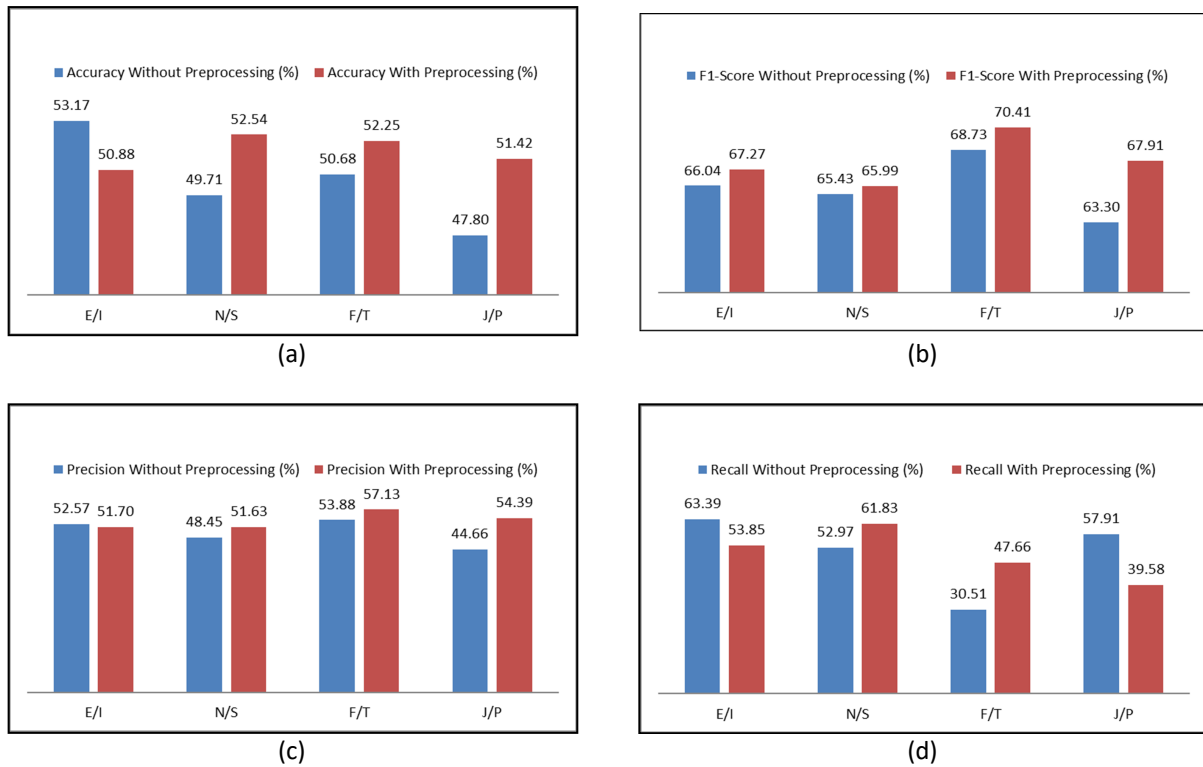 Accuracy Without Preprocessing (%) Accuracy With Preprocessing (%)
53.17
50.88
49.71
52.54
50.68
52.25
47.80
51.42
E/I N/S F/T J/P
(a)
F1-Score Without Preprocessing (%) F1-Score With Preprocessing (%)
66.04
67.27
65.43
65.99
68.73
70.41
63.30
67.91
E/I N/S F/T J/P
(b)
Precision Without Preprocessing (%) Precision With Preprocessing (%)
52.57
51.70
48.45
51.63
53.88
57.13
44.66
54.39
E/I N/S F/T J/P
(c)
Recall Without Preprocessing (%) Recall With Preprocessing (%)
63.39
53.85
52.97
61.83
30.51
47.66
57.91
39.58
E/I N/S F/T J/P
(d)